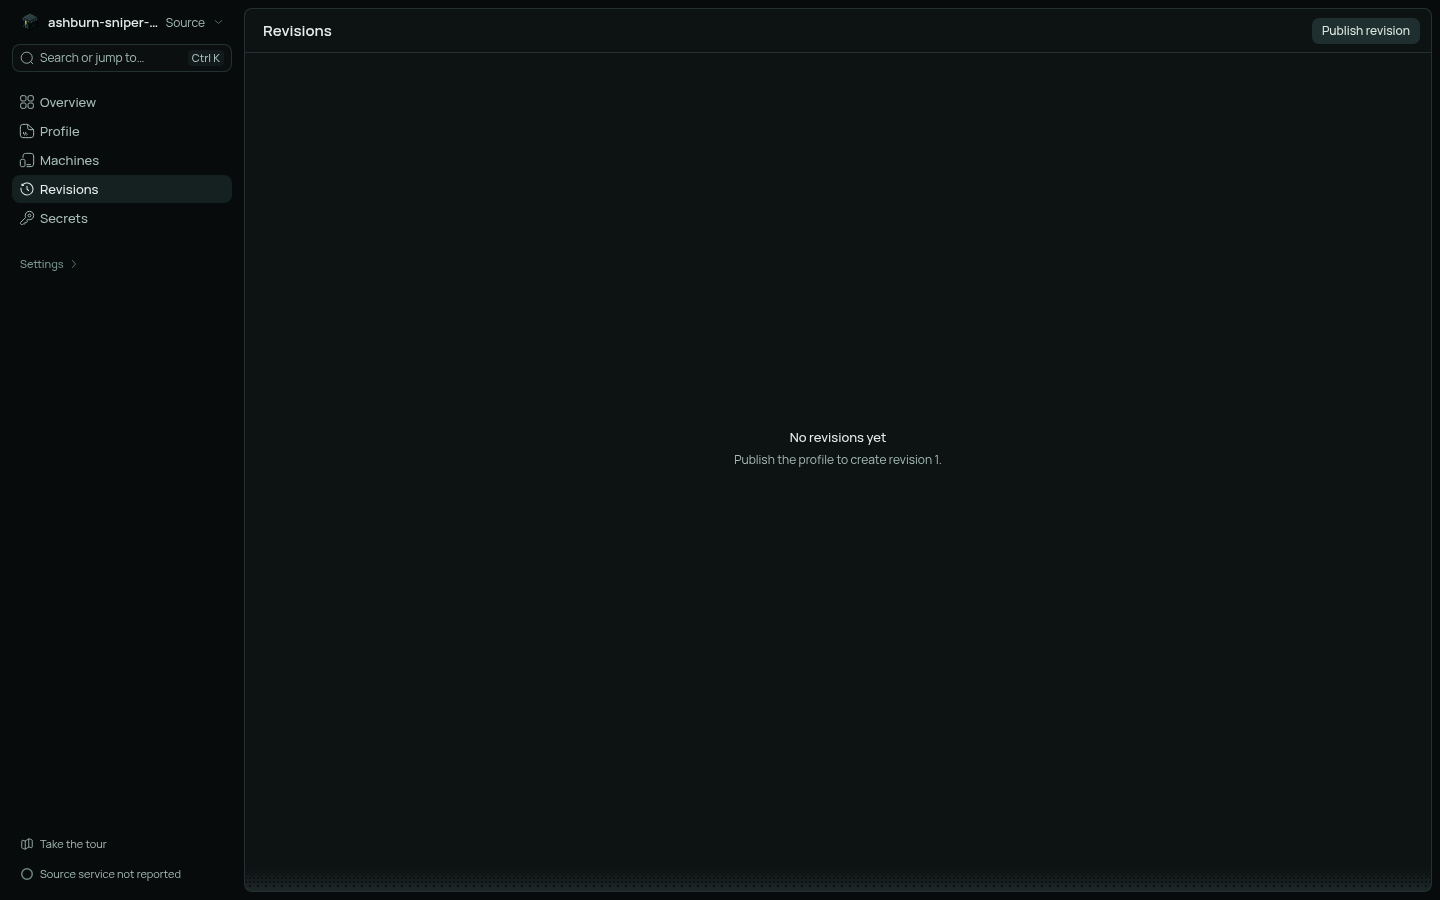 ashburn-sniper-... Source
Search or jump to... Ctrl K
Overview
Profile
Machines
Revisions
Secrets
Settings
Take the tour
Source service not reported
Revisions
Publish revision
No revisions yet
Publish the profile to create revision 1.